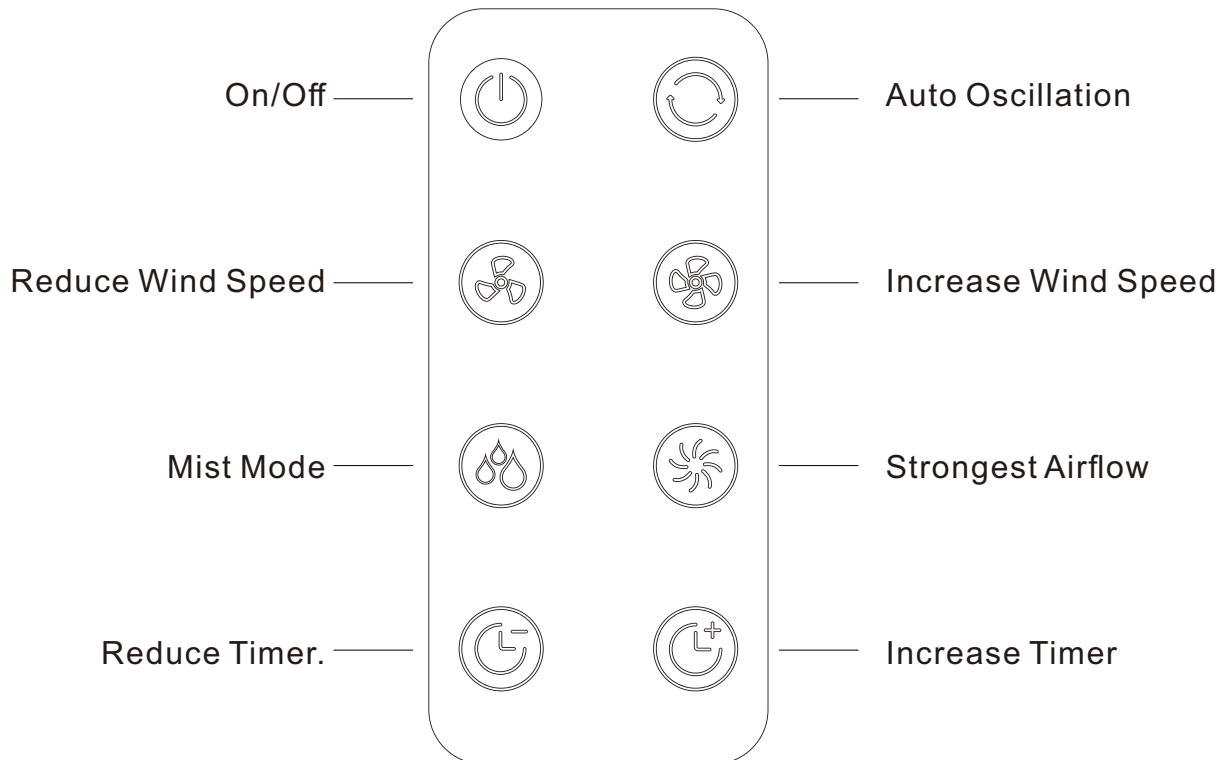 On/Off
Auto Oscillation
Reduce Wind Speed
Increase Wind Speed
Mist Mode
Strongest Airflow
Reduce Timer.
Increase Timer